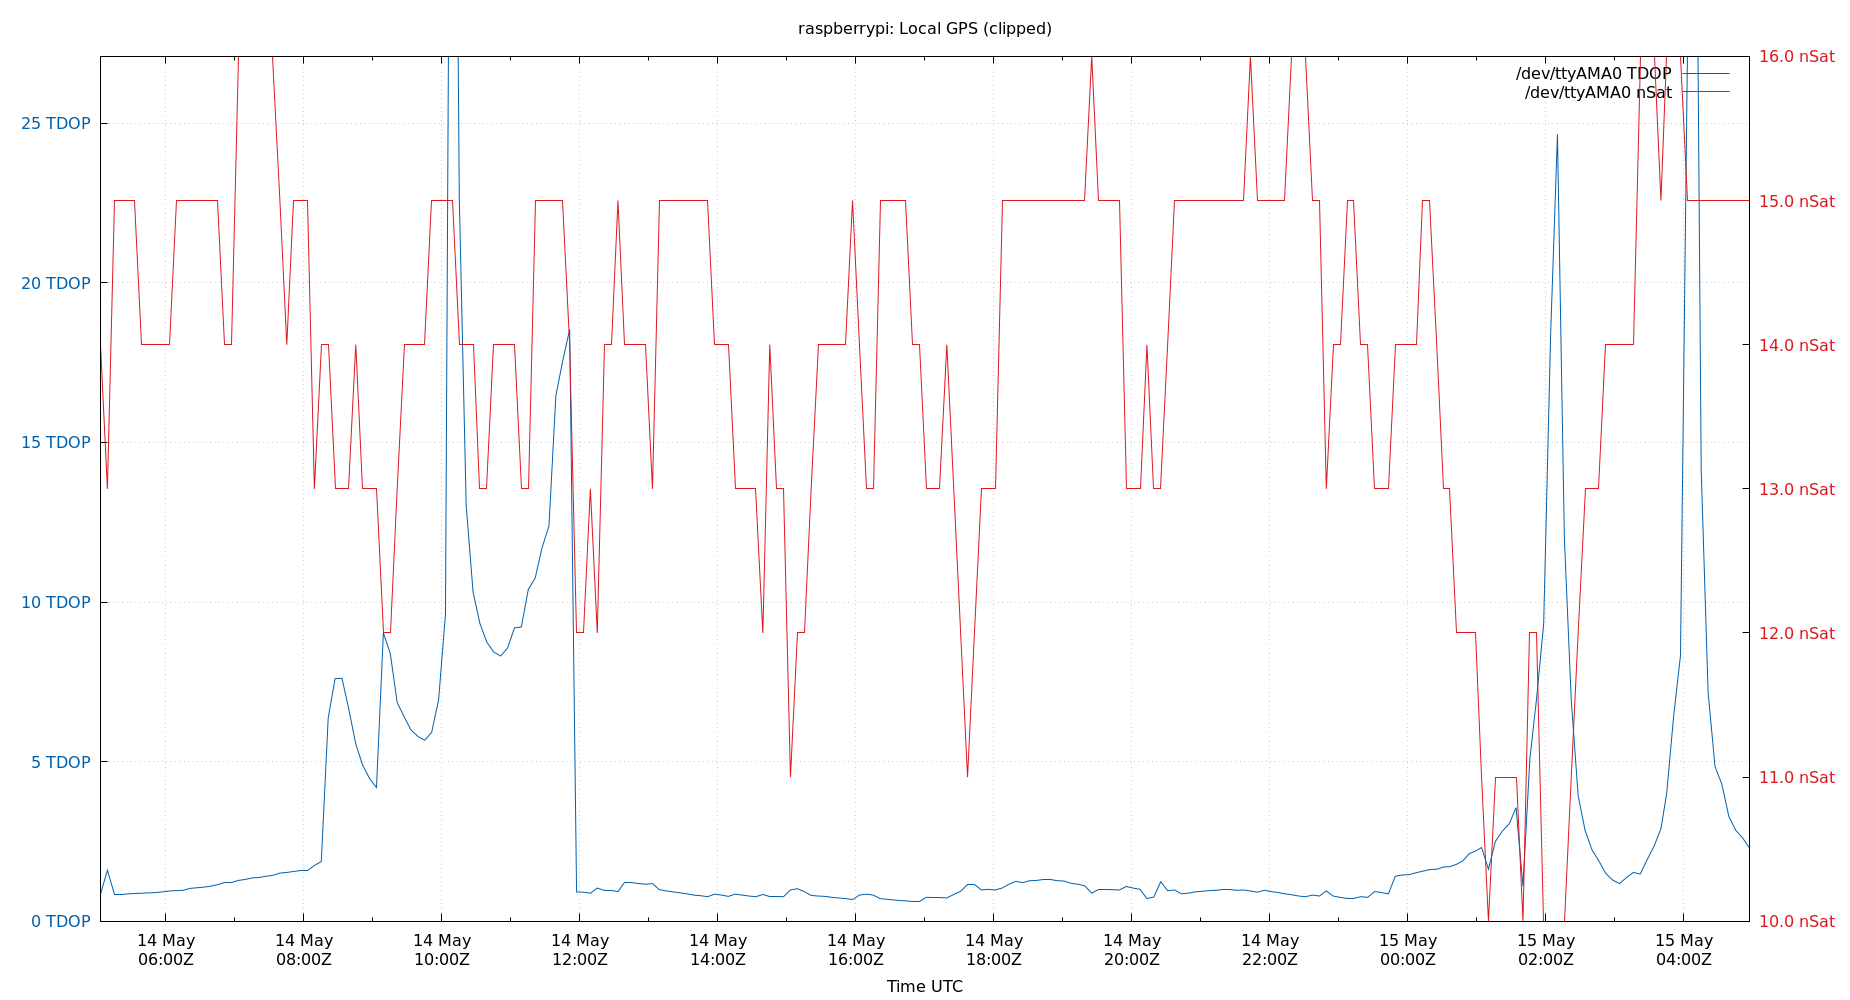 raspberrypi: Local GPS (clipped)
16.0 nSat
/dev/ttyAMA0 TDOP
/dev/ttyAMA0 nSat
25 TDOP
15.0 nSat
20 TDOP
14.0 nSat
15 TDOP
13.0 nSat
10 TDOP
12.0 nSat
5 TDOP
11.0 nSat
0 TDOP
10.0 nSat
14 May 14 May 14 May 14 May 14 May 14 May 14 May 14 May 14 May 15 May 15 May 15 May
06:00Z 08:00Z 10:00Z 12:00Z 14:00Z 16:00Z 18:00Z 20:00Z 22:00Z 00:00Z 02:00Z 04:00Z
Time UTC